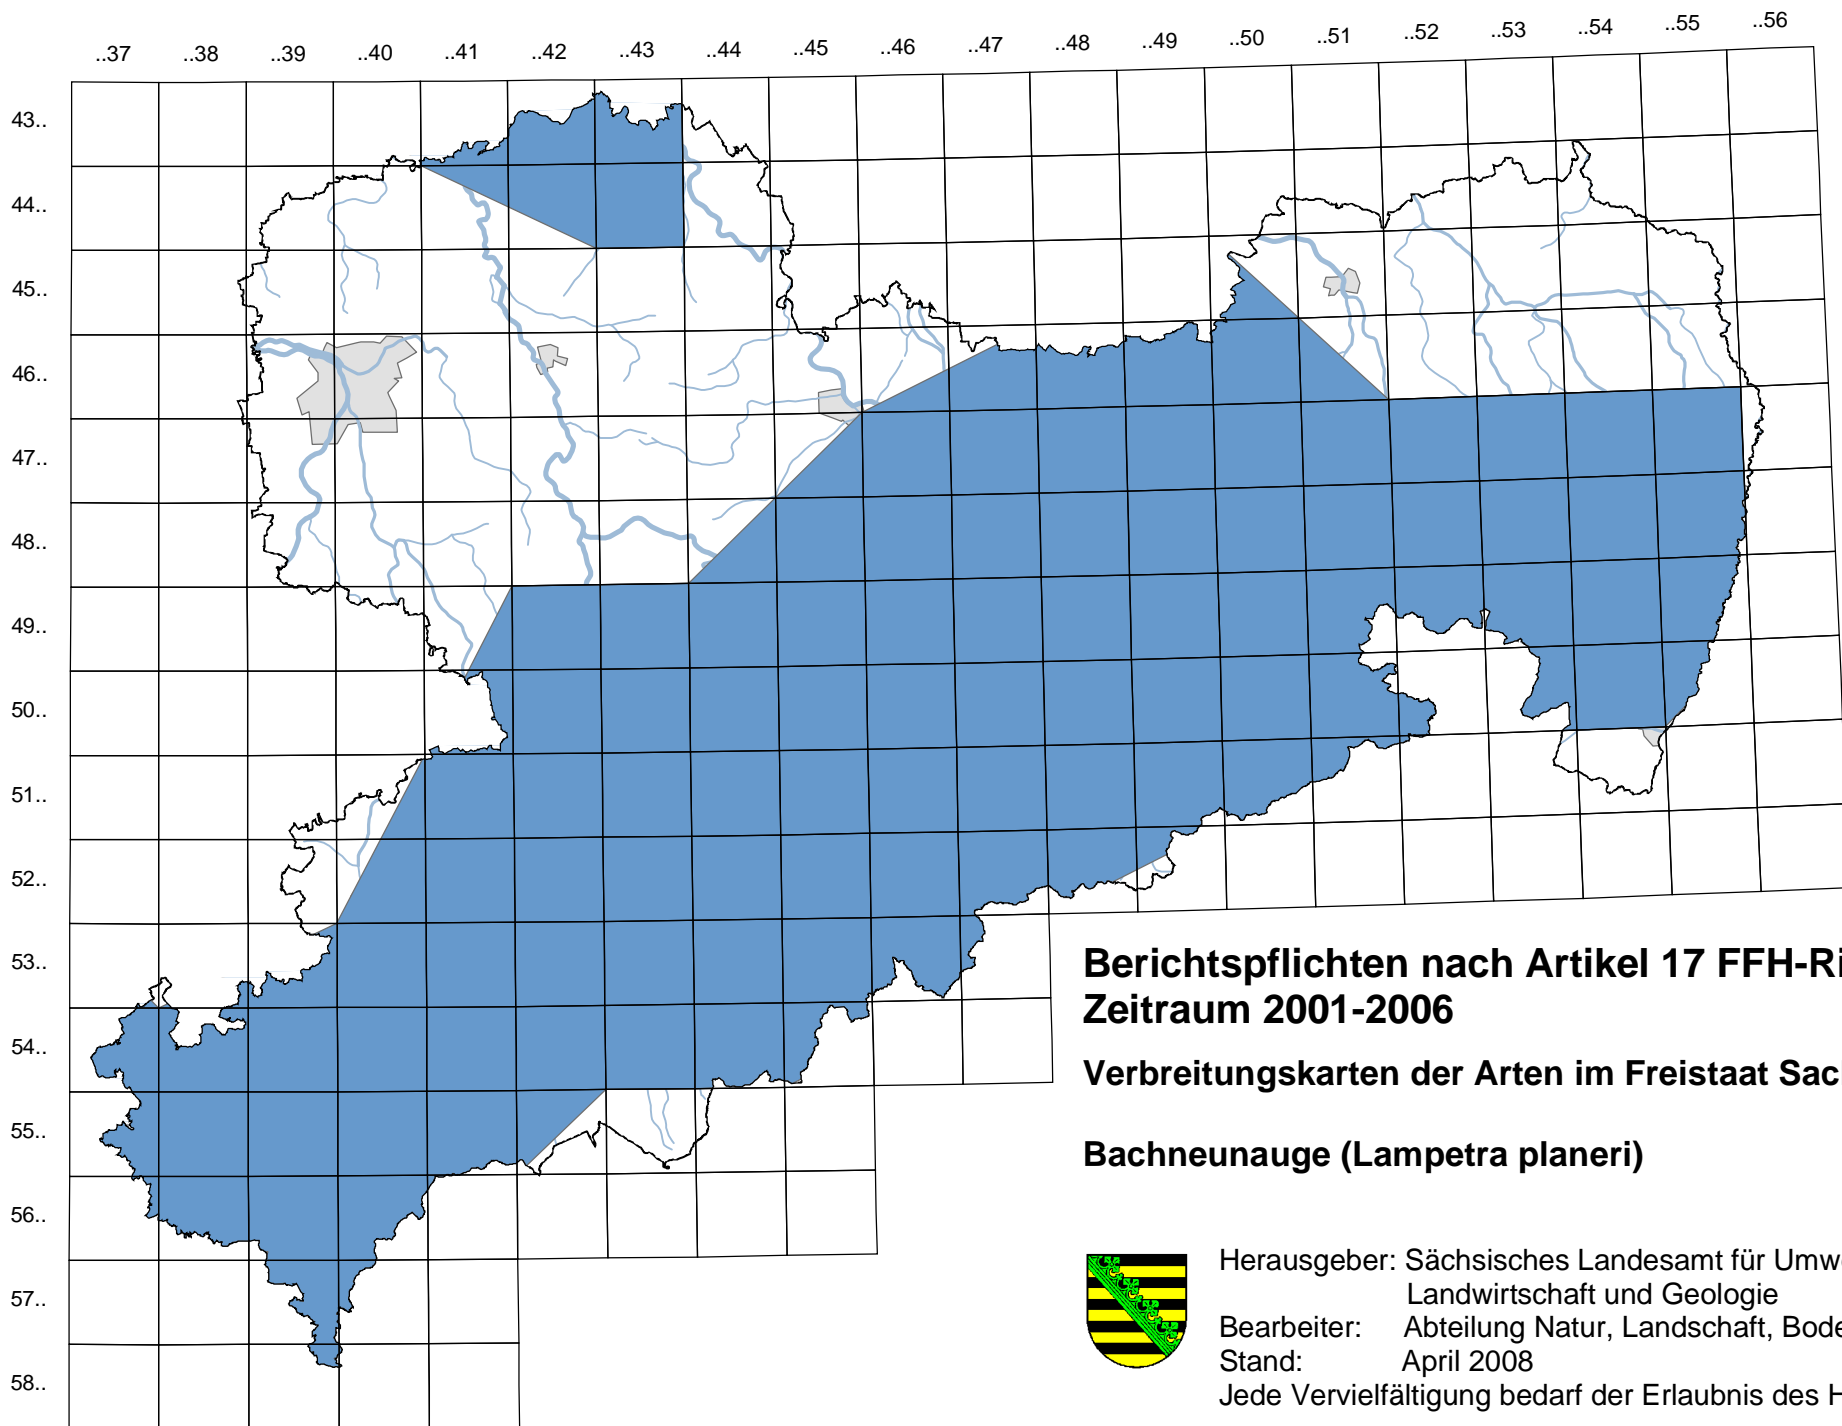 ..37 ..38 ..39 ..40 ..41 ..42 ..43 ..44 ..45 ..46 ..47 ..48 ..49 ..50 ..51 ..52 ..53 ..54 ..55 ..56
43..
44..
45..
46..
47..
48..
49..
50..
51..
52..
53..
54..
55..
56..
57..
58..
Berichtspflichten nach Artikel 17 FFH-Ri
Zeitraum 2001-2006
Verbreitungskarten der Arten im Freistaat Sac
Bachneunauge (Lampetra planeri)
Herausgeber: Sächsisches Landesamt für Umwe
Landwirtschaft und Geologie
Bearbeiter: Abteilung Natur, Landschaft, Bode
Stand: April 2008
Jede Vervielfältigung bedarf der Erlaubnis des H